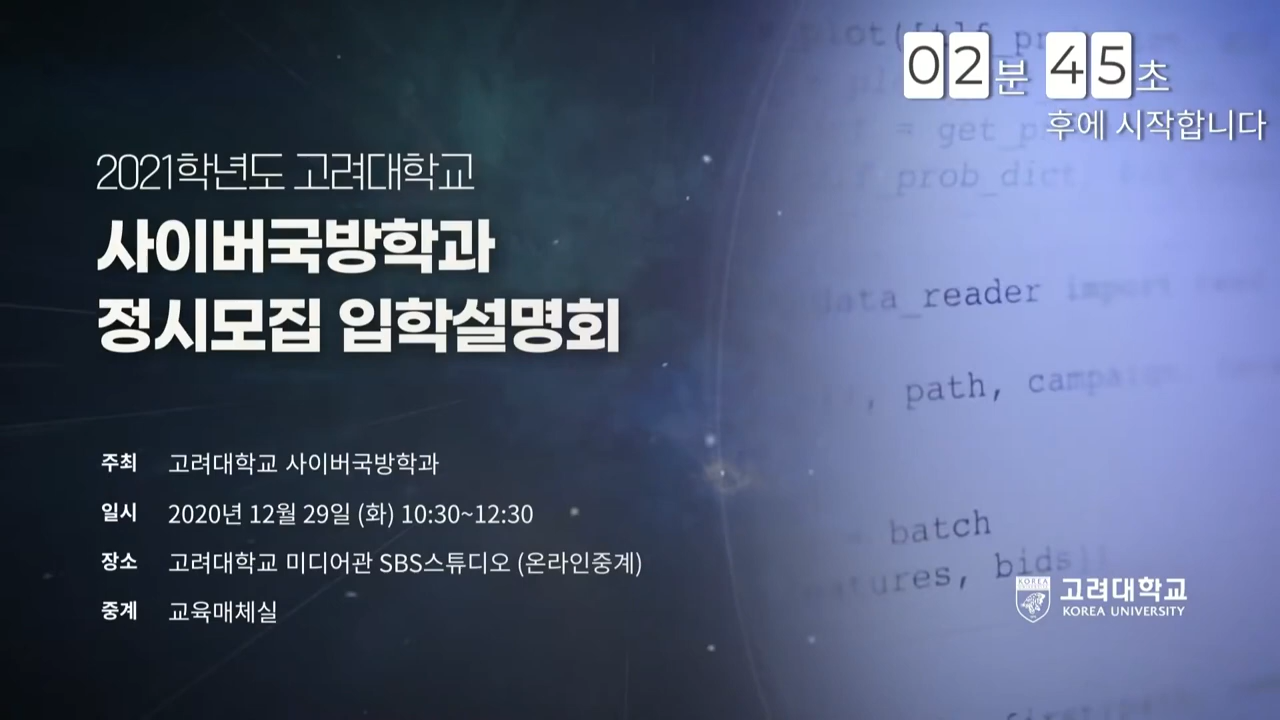 02분 45초
후에 시작합니다
2021학년도 고려대학교
사이버국방학과
정시모집 입학설명회
주최 고려대학교 사이버국방학과
일시 2020년 12월 29일 (화) 10:30~12:30
장소 고려대학교 미디어관 SBS스튜디오 (온라인중계)
중계 교육매체실
= get_p
prob_dict
data_reader import
, path, campaign
= batch
atures, bids
고려대학교
KOREA UNIVERSITY